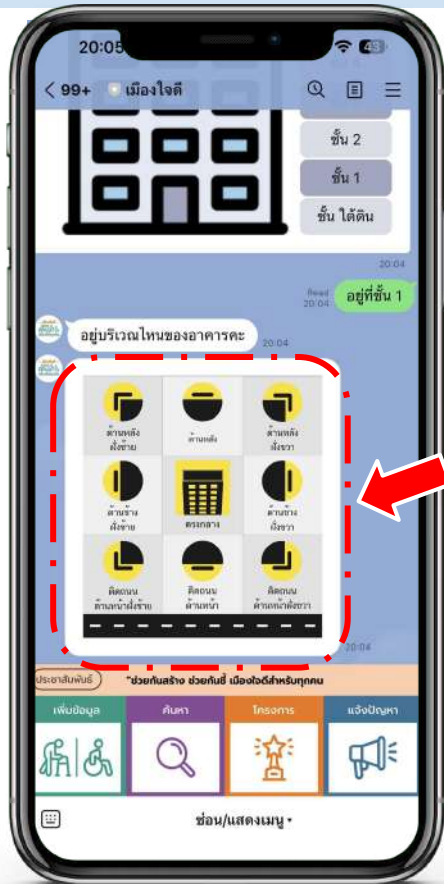 20:05
43
99+ เมืองใจดี
ชั้น 2
ชั้น 1
ชั้น ใต้ดิน
20:04
Read
20:04
อยู่ที่ชั้น 1
อยู่บริเวณไหนของอาคารคะ
20:04
ด้านหลัง
ฝั่งซ้าย
ด้านหลัง
ด้านหลัง
ฝั่งขวา
ด้านข้าง
ฝั่งซ้าย
ตรงกลาง
ด้านข้าง
ฝั่งขวา
ติดถนน
ด้านหน้าฝั่งซ้าย
ติดถนน
ด้านหน้า
ติดถนน
ด้านหน้าฝั่งขวา
20:04
ประชาสัมพันธ์
"ช่วยกันสร้าง ช่วยกันชี้ เมืองใจดีสำหรับทุกคน
เพิ่มข้อมูล
ค้นหา
โครงการ
แจ้งปัญหา
ซ่อน/แสดงเมนู